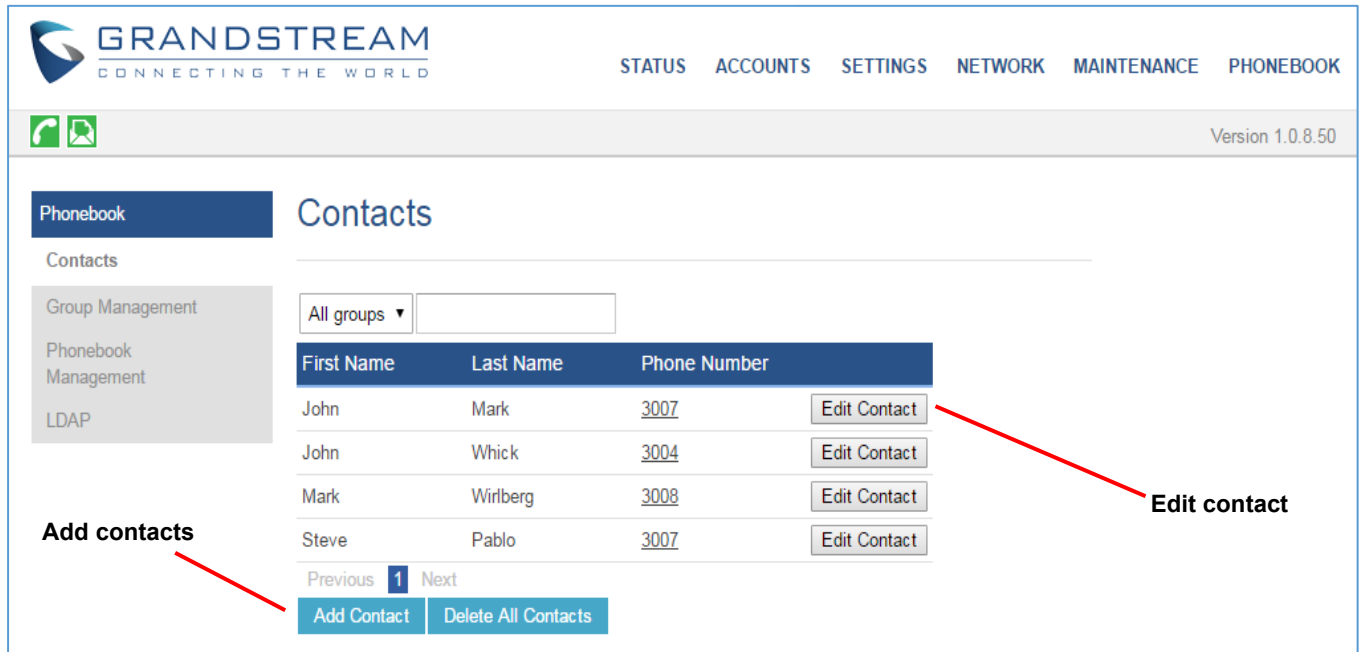 GRANDSTREAM
CONNECTING THE WORLD
STATUS ACCOUNTS SETTINGS NETWORK MAINTENANCE PHONEBOOK
Version 1.0.8.50
Phonebook
Contacts
Group Management
Phonebook
Management
LDAP
Contacts
All groups
First Name Last Name Phone Number
John Mark 3007 Edit Contact
John Whick 3004 Edit Contact
Mark Wirlberg 3008 Edit Contact
Steve Pablo 3007 Edit Contact
Previous 1 Next
Add Contact Delete All Contacts
Add contacts
Edit contact